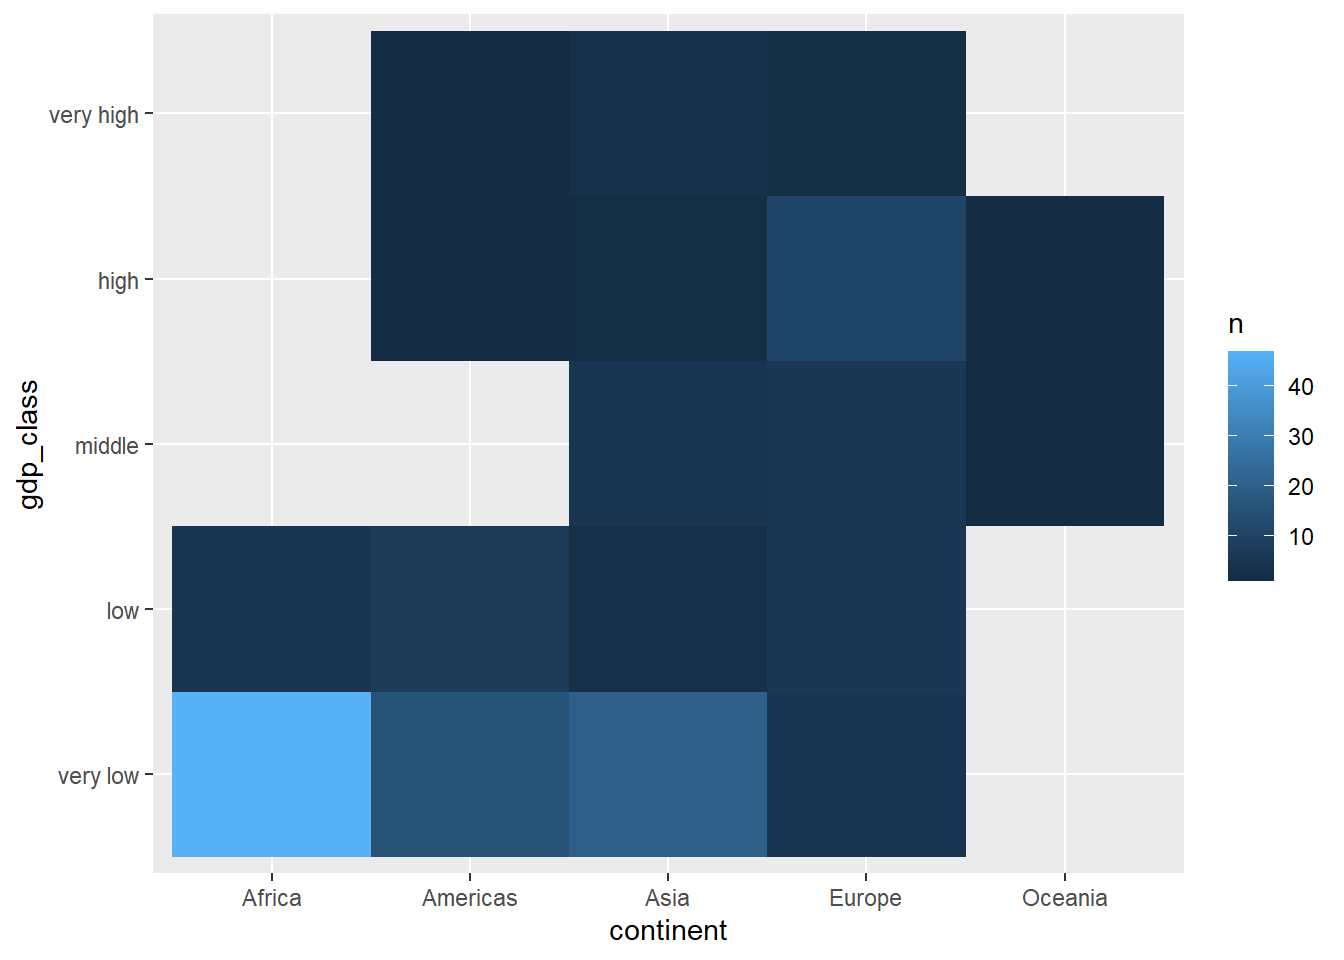 very high
high
middle
low
very low
gdp_class
Africa Americas Asia Europe Oceania
continent
n
40
30
20
10